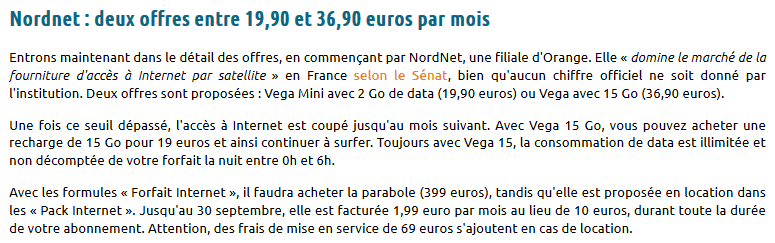 Nordnet : deux offres entre 19,90 et 36,90 euros par mois
Entrons maintenant dans le détail des offres, en commençant par NordNet, une filiale d'Orange. Elle « domine le marché de la
fourniture d'accès à Internet par satellite » en France selon le Sénat, bien qu'aucun chiffre officiel ne soit donné par
l'institution. Deux offres sont proposées : Vega Mini avec 2 Go de data (19,90 euros) ou Vega avec 15 Go (36,90 euros).
Une fois ce seuil dépassé, l'accès à Internet est coupé jusqu'au mois suivant. Avec Vega 15 Go, vous pouvez acheter une
recharge de 15 Go pour 19 euros et ainsi continuer à surfer. Toujours avec Vega 15, la consommation de data est illimitée et
non décomptée de votre forfait la nuit entre 0h et 6h.
Avec les formules « Forfait Internet », il faudra acheter la parabole (399 euros), tandis qu'elle est proposée en location dans
les « Pack Internet ». Jusqu'au 30 septembre, elle est facturée 1,99 euro par mois au lieu de 10 euros, durant toute la durée
de votre abonnement. Attention, des frais de mise en service de 69 euros s'ajoutent en cas de location.